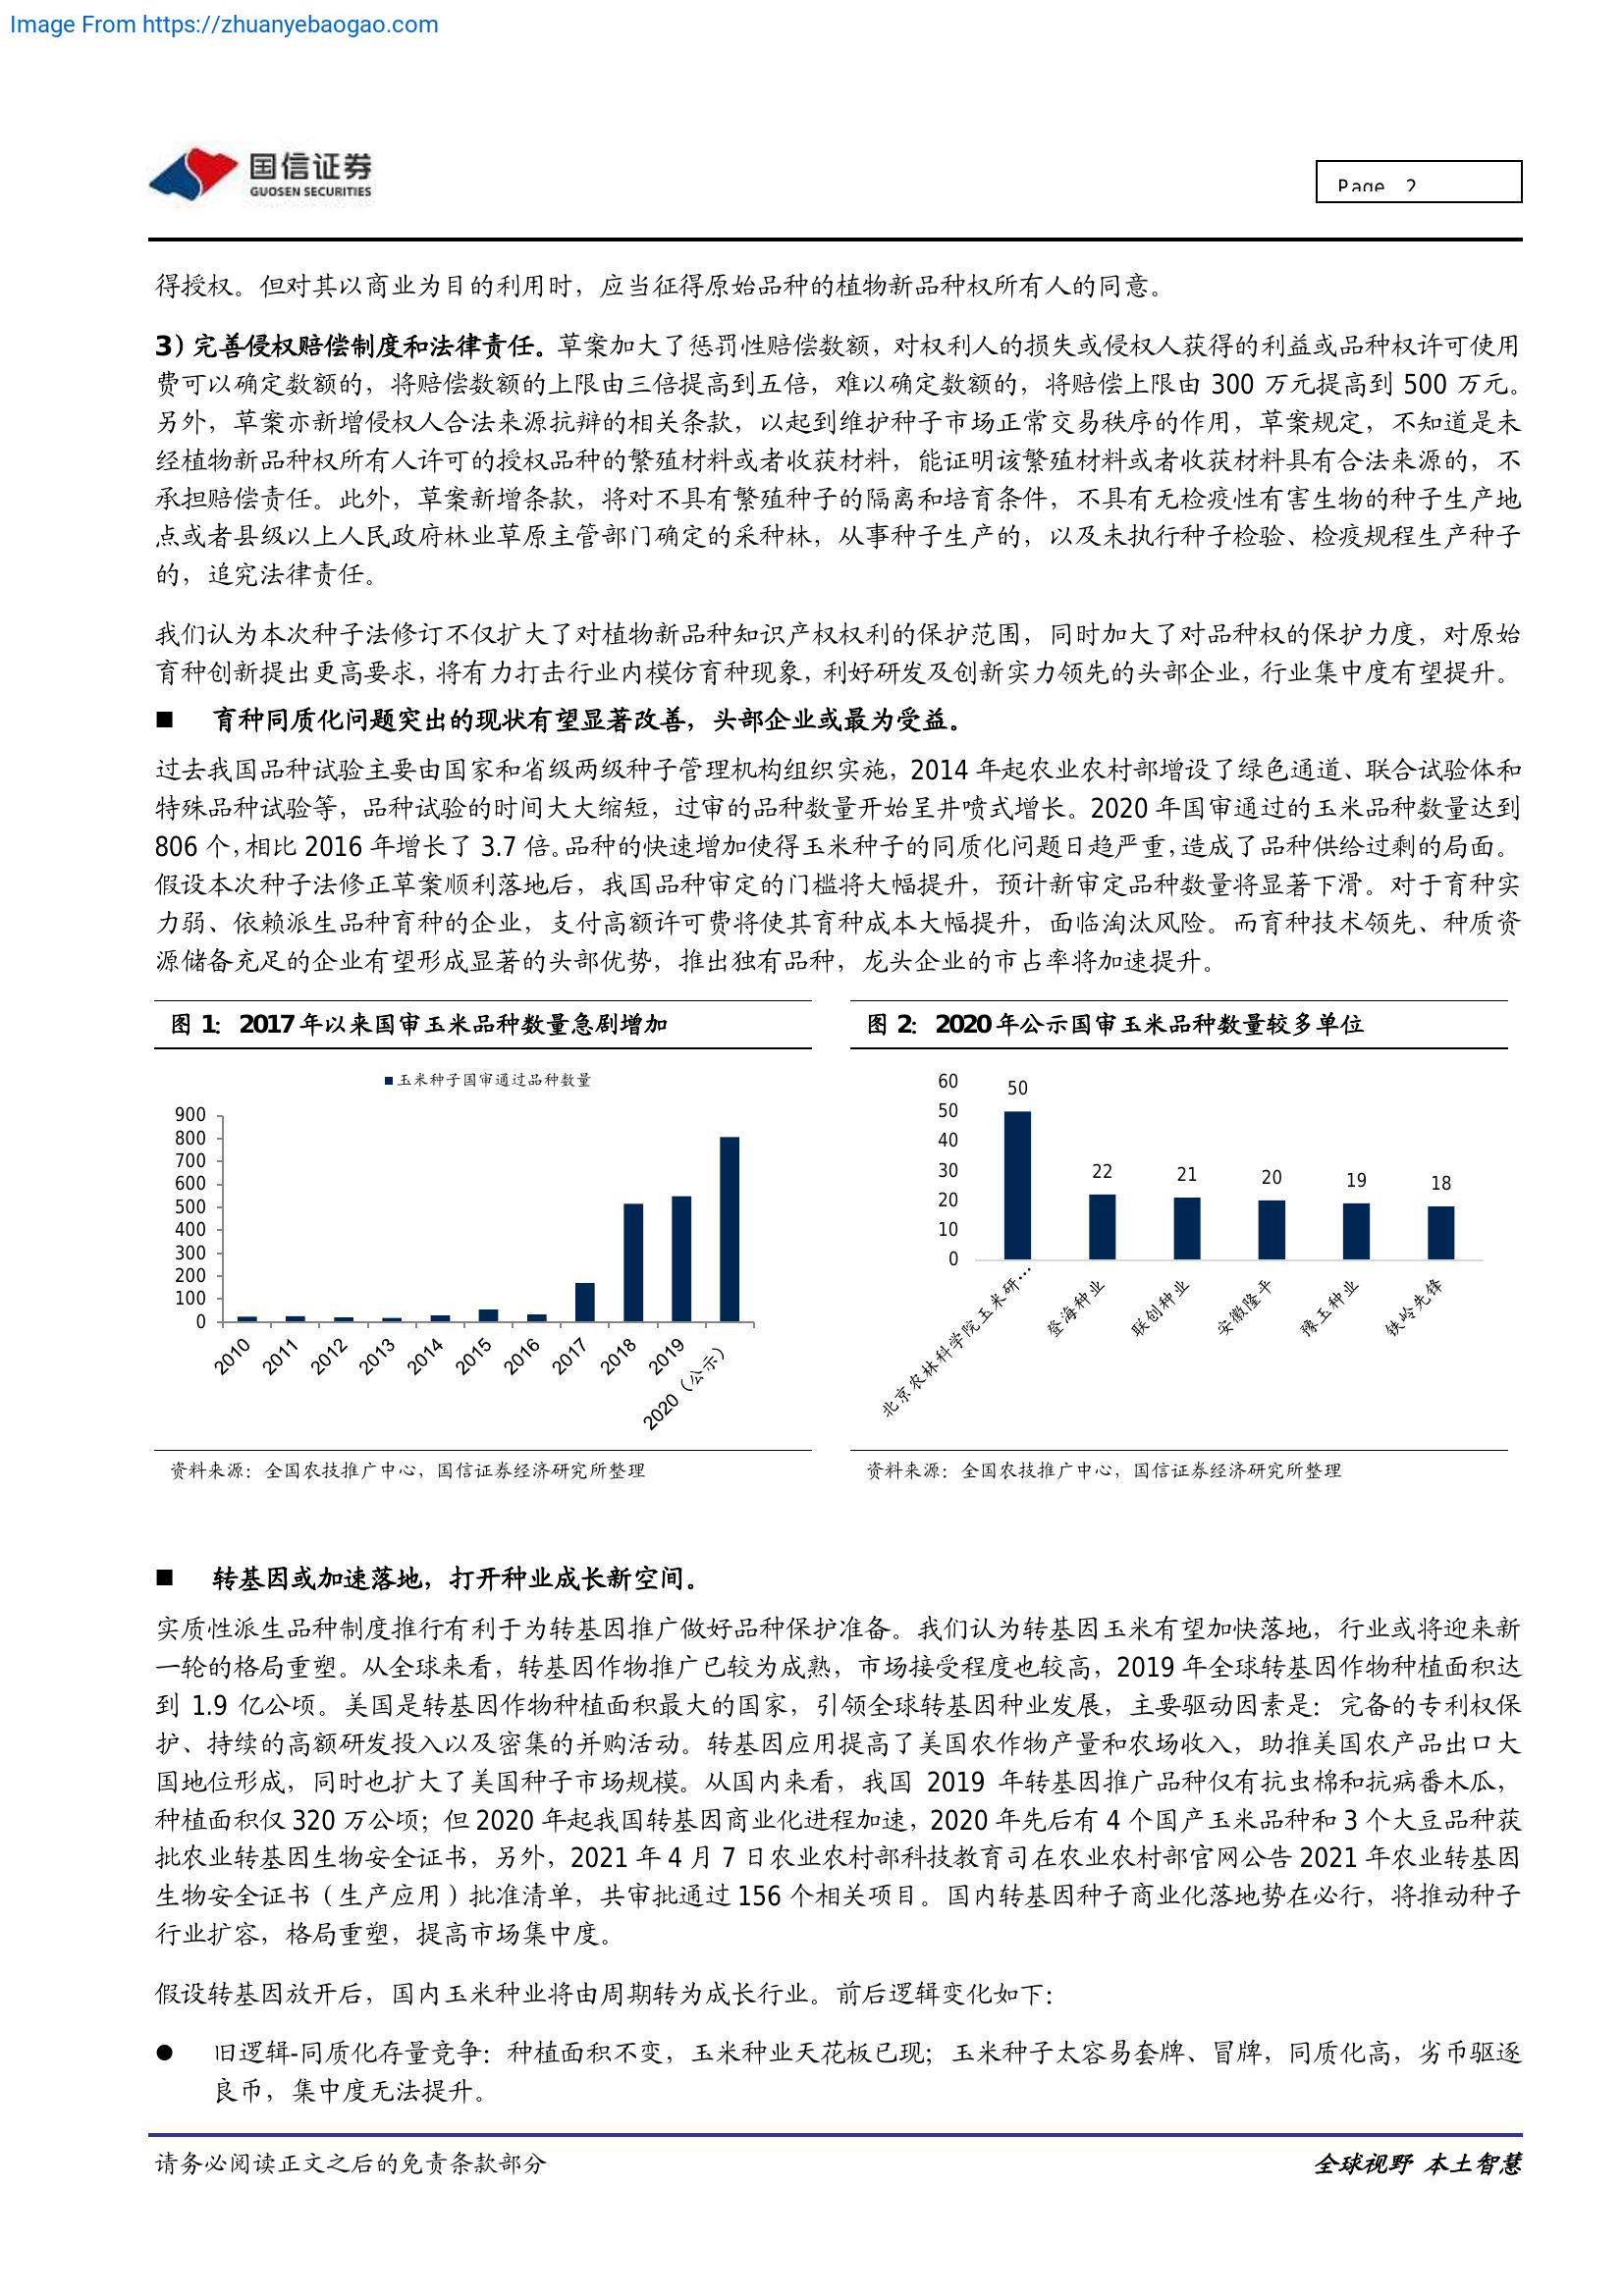 Image From https://zhuanyebaogao.com
国信证券
GUOSEN SECURITIES
Page 2
得授权。但对其以商业为目的利用时，应当征得原始品种的植物新品种权所有人的同意。
3）完善侵权赔偿制度和法律责任。草案加大了惩罚性赔偿数额，对权利人的损失或侵权人获得的利益或品种权许可使用
费可以确定数额的，将赔偿数额的上限由三倍提高到五倍，难以确定数额的，将赔偿上限由 300 万元提高到 500 万元。
另外，草案亦新增侵权人合法来源抗辩的相关条款，以起到维护种子市场正常交易秩序的作用，草案规定，不知道是未
经植物新品种权所有人许可的授权品种的繁殖材料或者收获材料，能证明该繁殖材料或者收获材料具有合法来源的，不
承担赔偿责任。此外，草案新增条款，将对不具有繁殖种子的隔离和培育条件，不具有无检疫性有害生物的种子生产地
点或者县级以上人民政府林业草原主管部门确定的采种林，从事种子生产的，以及未执行种子检验、检疫规程生产种子
的，追究法律责任。
我们认为本次种子法修订不仅扩大了对植物新品种知识产权权利的保护范围，同时加大了对品种权的保护力度，对原始
育种创新提出更高要求，将有力打击行业内模仿育种现象，利好研发及创新实力领先的头部企业，行业集中度有望提升。
■ 育种同质化问题突出的现状有望显著改善，头部企业或最为受益。
过去我国品种试验主要由国家和省级两级种子管理机构组织实施，2014 年起农业农村部增设了绿色通道、联合试验体和
特殊品种试验等，品种试验的时间大大缩短，过审的品种数量开始呈井喷式增长。2020 年国审通过的玉米品种数量达到
806 个，相比 2016 年增长了 3.7 倍。品种的快速增加使得玉米种子的同质化问题日趋严重，造成了品种供给过剩的局面。
假设本次种子法修正草案顺利落地后，我国品种审定的门槛将大幅提升，预计新审定品种数量将显著下滑。对于育种实
力弱、依赖派生品种育种的企业，支付高额许可费将使其育种成本大幅提升，面临淘汰风险。而育种技术领先、种质资
源储备充足的企业有望形成显著的头部优势，推出独有品种，龙头企业的市占率将加速提升。
图 1：2017 年以来国审玉米品种数量急剧增加
玉米种子国审通过品种数量
900
800
700
600
500
400
300
200
100
0
2010
2011
2012
2013
2014
2015
2016
2017
2018
2019
2020（公示）
资料来源：全国农技推广中心，国信证券经济研究所整理
图 2：2020 年公示国审玉米品种数量较多单位
60
50
40
30
20
10
0
50
22
21
20
19
18
北京农林科学院玉米研…
登海种业
联创种业
安徽隆平
豫玉种业
铁岭先锋
资料来源：全国农技推广中心，国信证券经济研究所整理
■ 转基因或加速落地，打开种业成长新空间。
实质性派生品种制度推行有利于为转基因推广做好品种保护准备。我们认为转基因玉米有望加快落地，行业或将迎来新
一轮的格局重塑。从全球来看，转基因作物推广已较为成熟，市场接受程度也较高，2019 年全球转基因作物种植面积达
到 1.9 亿公顷。美国是转基因作物种植面积最大的国家，引领全球转基因种业发展，主要驱动因素是：完备的专利权保
护、持续的高额研发投入以及密集的并购活动。转基因应用提高了美国农作物产量和农场收入，助推美国农产品出口大
国地位形成，同时也扩大了美国种子市场规模。从国内来看，我国 2019 年转基因推广品种仅有抗虫棉和抗病番木瓜，
种植面积仅 320 万公顷；但 2020 年起我国转基因商业化进程加速，2020 年先后有 4 个国产玉米品种和 3 个大豆品种获
批农业转基因生物安全证书，另外，2021 年 4 月 7 日农业农村部科技教育司在农业农村部官网公告 2021 年农业转基因
生物安全证书（生产应用）批准清单，共审批通过 156 个相关项目。国内转基因种子商业化落地势在必行，将推动种子
行业扩容，格局重塑，提高市场集中度。
假设转基因放开后，国内玉米种业将由周期转为成长行业。前后逻辑变化如下：
● 旧逻辑-同质化存量竞争：种植面积不变，玉米种业天花板已现；玉米种子太容易套牌、冒牌，同质化高，劣币驱逐
良币，集中度无法提升。
请务必阅读正文之后的免责条款部分
全球视野 本土智慧